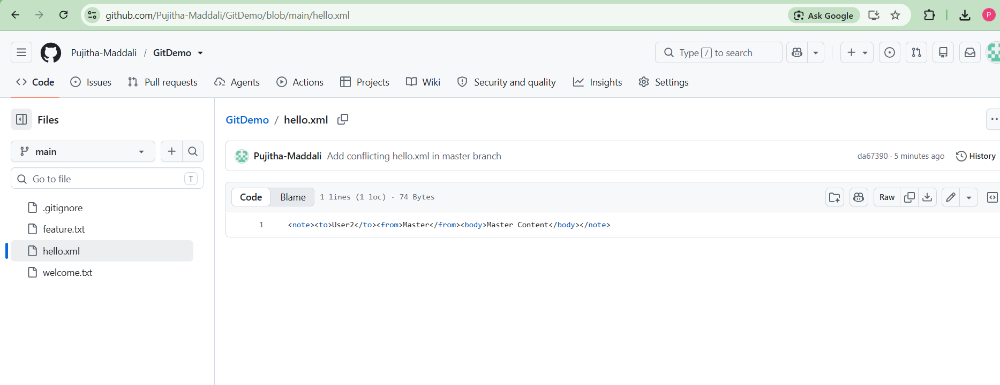 github.com/Pujitha-Maddali/GitDemo/blob/main/hello.xml
Ask Google
P
Pujitha-Maddali / GitDemo
Type / to search
Code
Issues
Pull requests
Agents
Actions
Projects
Wiki
Security and quality
Insights
Settings
Files
main
Go to file
T
.gitignore
feature.txt
hello.xml
welcome.txt
GitDemo / hello.xml
Pujitha-Maddali Add conflicting hello.xml in master branch
da67390 · 5 minutes ago
History
Code
Blame
1 lines (1 loc) · 74 Bytes
Raw
1 <note><to>User2</to><from>Master</from><body>Master Content</body></note>